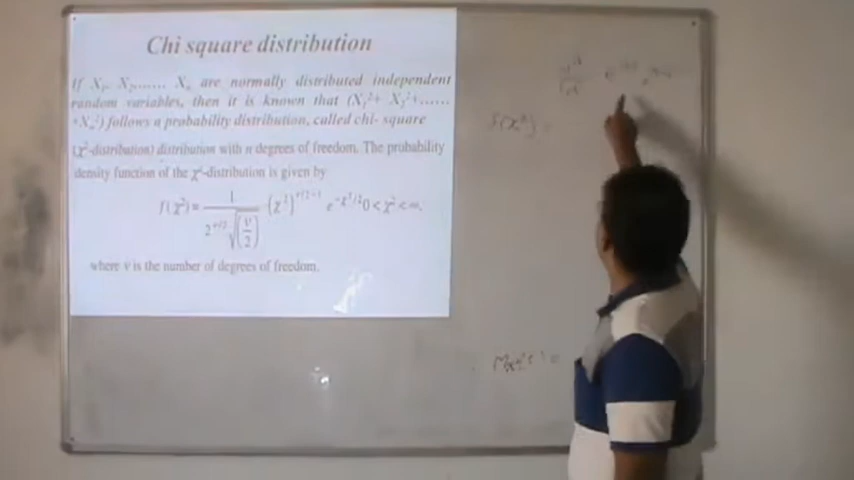 Chi square distribution
If X₁, X₂,...... Xₙ are normally distributed independent
random variables, then it is known that (X₁²+ X₂²+......
+Xₙ²) follows a probability distribution, called chi- square
(χ²-distribution) distribution with n degrees of freedom. The probability
density function of the χ²-distribution is given by
f(χ²) = 1 / (2^(ν/2) √(ν/2)) (χ²)^(ν/2−1) e^(−χ²/2) 0 < χ² < ∞.
where ν is the number of degrees of freedom.
f(χ²) =